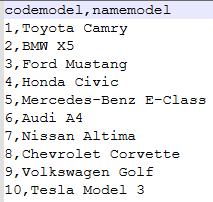 codemodel,namemodel
1,Toyota Camry
2,BMW X5
3,Ford Mustang
4,Honda Civic
5,Mercedes-Benz E-Class
6,Audi A4
7,Nissan Altima
8,Chevrolet Corvette
9,Volkswagen Golf
10,Tesla Model 3